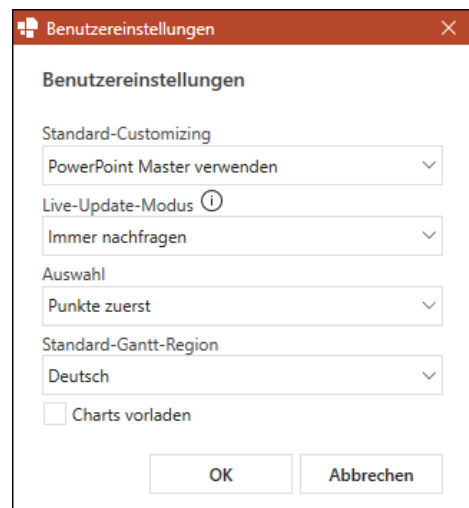 Benutzereinstellungen
Benutzereinstellungen
Standard-Customizing
PowerPoint Master verwenden
Live-Update-Modus
Immer nachfragen
Auswahl
Punkte zuerst
Standard-Gantt-Region
Deutsch
Charts vorladen
OK Abbrechen